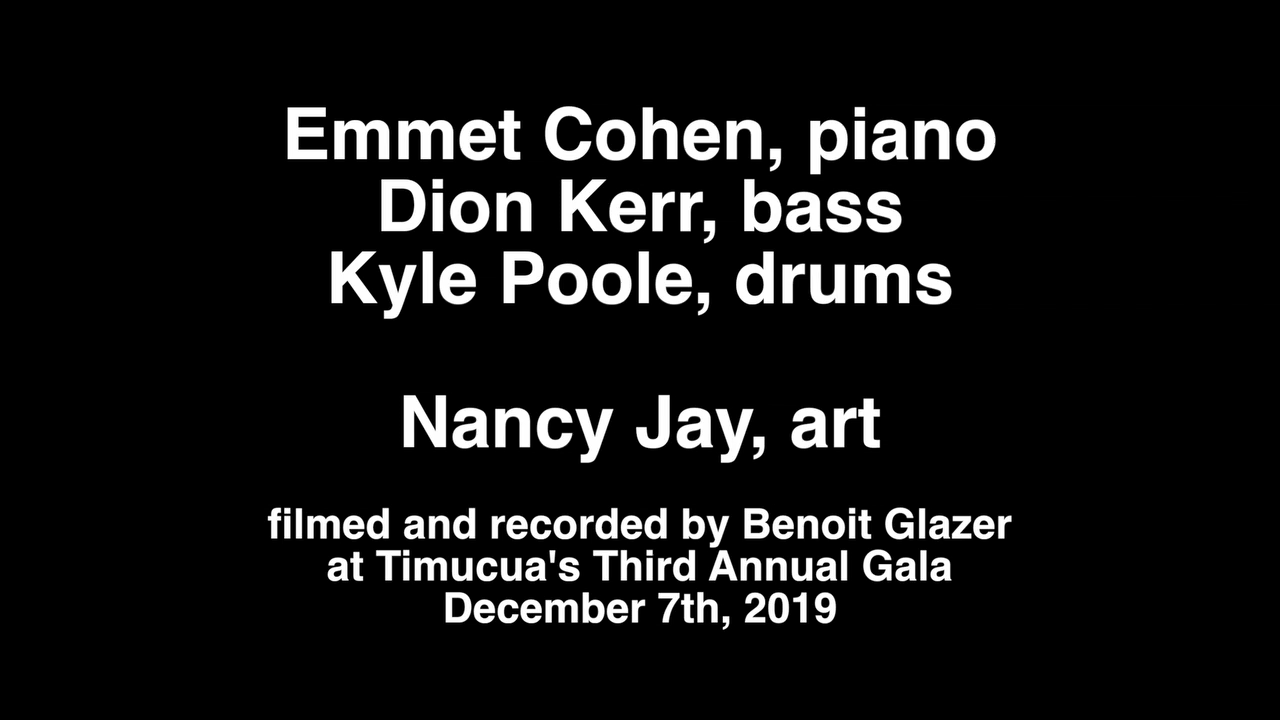 Emmet Cohen, piano
Dion Kerr, bass
Kyle Poole, drums
Nancy Jay, art
filmed and recorded by Benoit Glazer
at Timucua's Third Annual Gala
December 7th, 2019